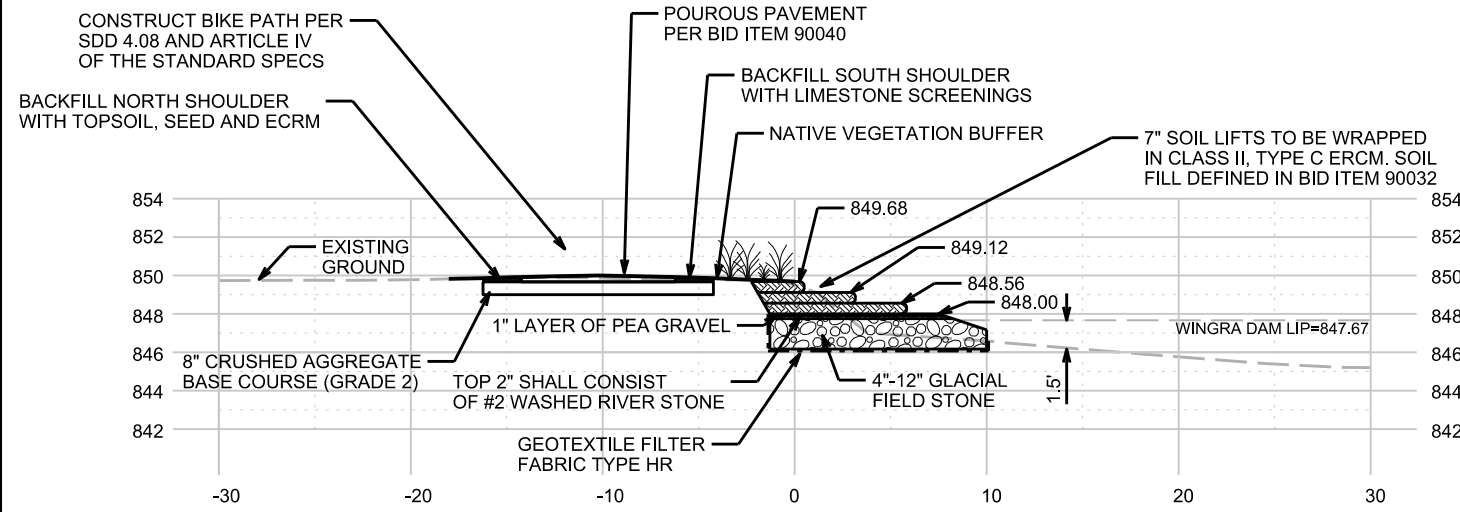 CONSTRUCT BIKE PATH PER
SDD 4.08 AND ARTICLE IV
OF THE STANDARD SPECS
POUROUS PAVEMENT
PER BID ITEM 90040
BACKFILL NORTH SHOULDER
WITH TOPSOIL, SEED AND ECRM
BACKFILL SOUTH SHOULDER
WITH LIMESTONE SCREENINGS
NATIVE VEGETATION BUFFER
7" SOIL LIFTS TO BE WRAPPED
IN CLASS II, TYPE C ERCM. SOIL
FILL DEFINED IN BID ITEM 90032
854
854
849.68
852
852
EXISTING
GROUND
849.12
850
850
848.56
848.00
848
848
1" LAYER OF PEA GRAVEL
WINGRA DAM LIP=847.67
846
846
8" CRUSHED AGGREGATE
BASE COURSE (GRADE 2)
TOP 2" SHALL CONSIST
OF #2 WASHED RIVER STONE
4"-12" GLACIAL
FIELD STONE
1.5'
844
844
842
842
GEOTEXTILE FILTER
FABRIC TYPE HR
-30
-20
-10
0
10
20
30